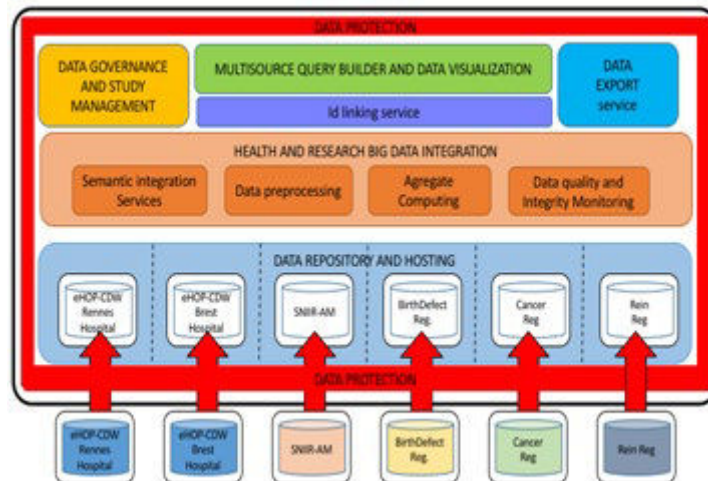 DATA PROTECTION
DATA GOVERNANCE
AND STUDY
MANAGEMENT
MULTISOURCE QUERY BUILDER AND DATA VISUALIZATION
Id linking service
DATA
EXPORT
service
HEALTH AND RESEARCH BIG DATA INTEGRATION
Semantic integration
Services
Data preprocessing
Agregate
Computing
Data quality and
Integrity Monitoring
DATA REPOSITORY AND HOSTING
eHOP-CDW
Rennes
Hospital
eHOP-CDW
Brest
Hospital
SNIIR-AM
BirthDefect
Reg.
Cancer
Reg
Rein
Reg
DATA PROTECTION
eHOP-CDW
Rennes
Hospital
eHOP-CDW
Brest
Hospital
SNIIR-AM
BirthDefect
Reg.
Cancer
Reg
Rein Reg